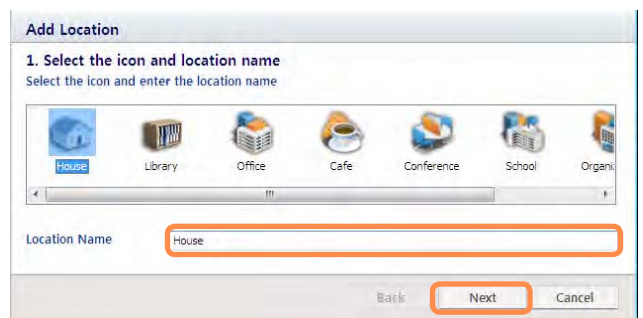 Add Location
1. Select the icon and location name
Select the icon and enter the location name
House Library Office Cafe Conference School Organi
Location Name House
Back Next Cancel